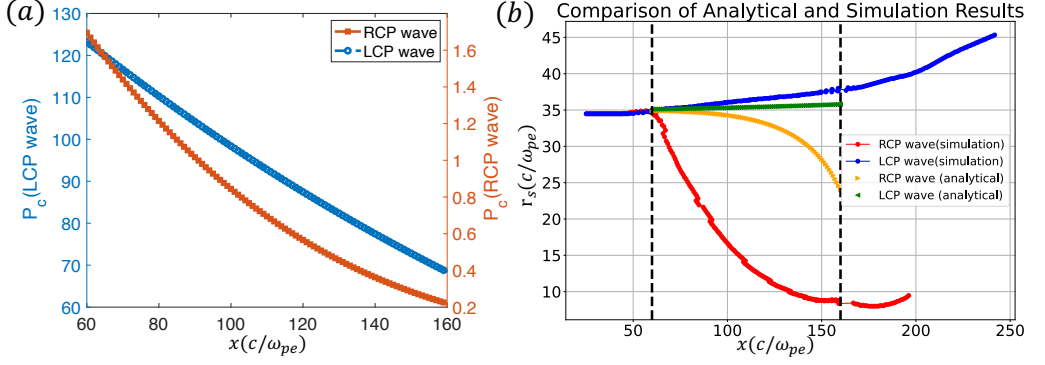 (a)
130
120
110
100
90
80
70
60
P_c(LCP wave)
RCP wave
LCP wave
1.6
1.4
1.2
1
0.8
0.6
0.4
0.2
P_c(RCP wave)
60 80 100 120 140 160
x(c/ω_pe)
(b) Comparison of Analytical and Simulation Results
45
40
35
30
25
20
15
10
r_s(c/ω_pe)
RCP wave(simulation)
LCP wave(simulation)
RCP wave (analytical)
LCP wave (analytical)
50 100 150 200 250
x(c/ω_pe)